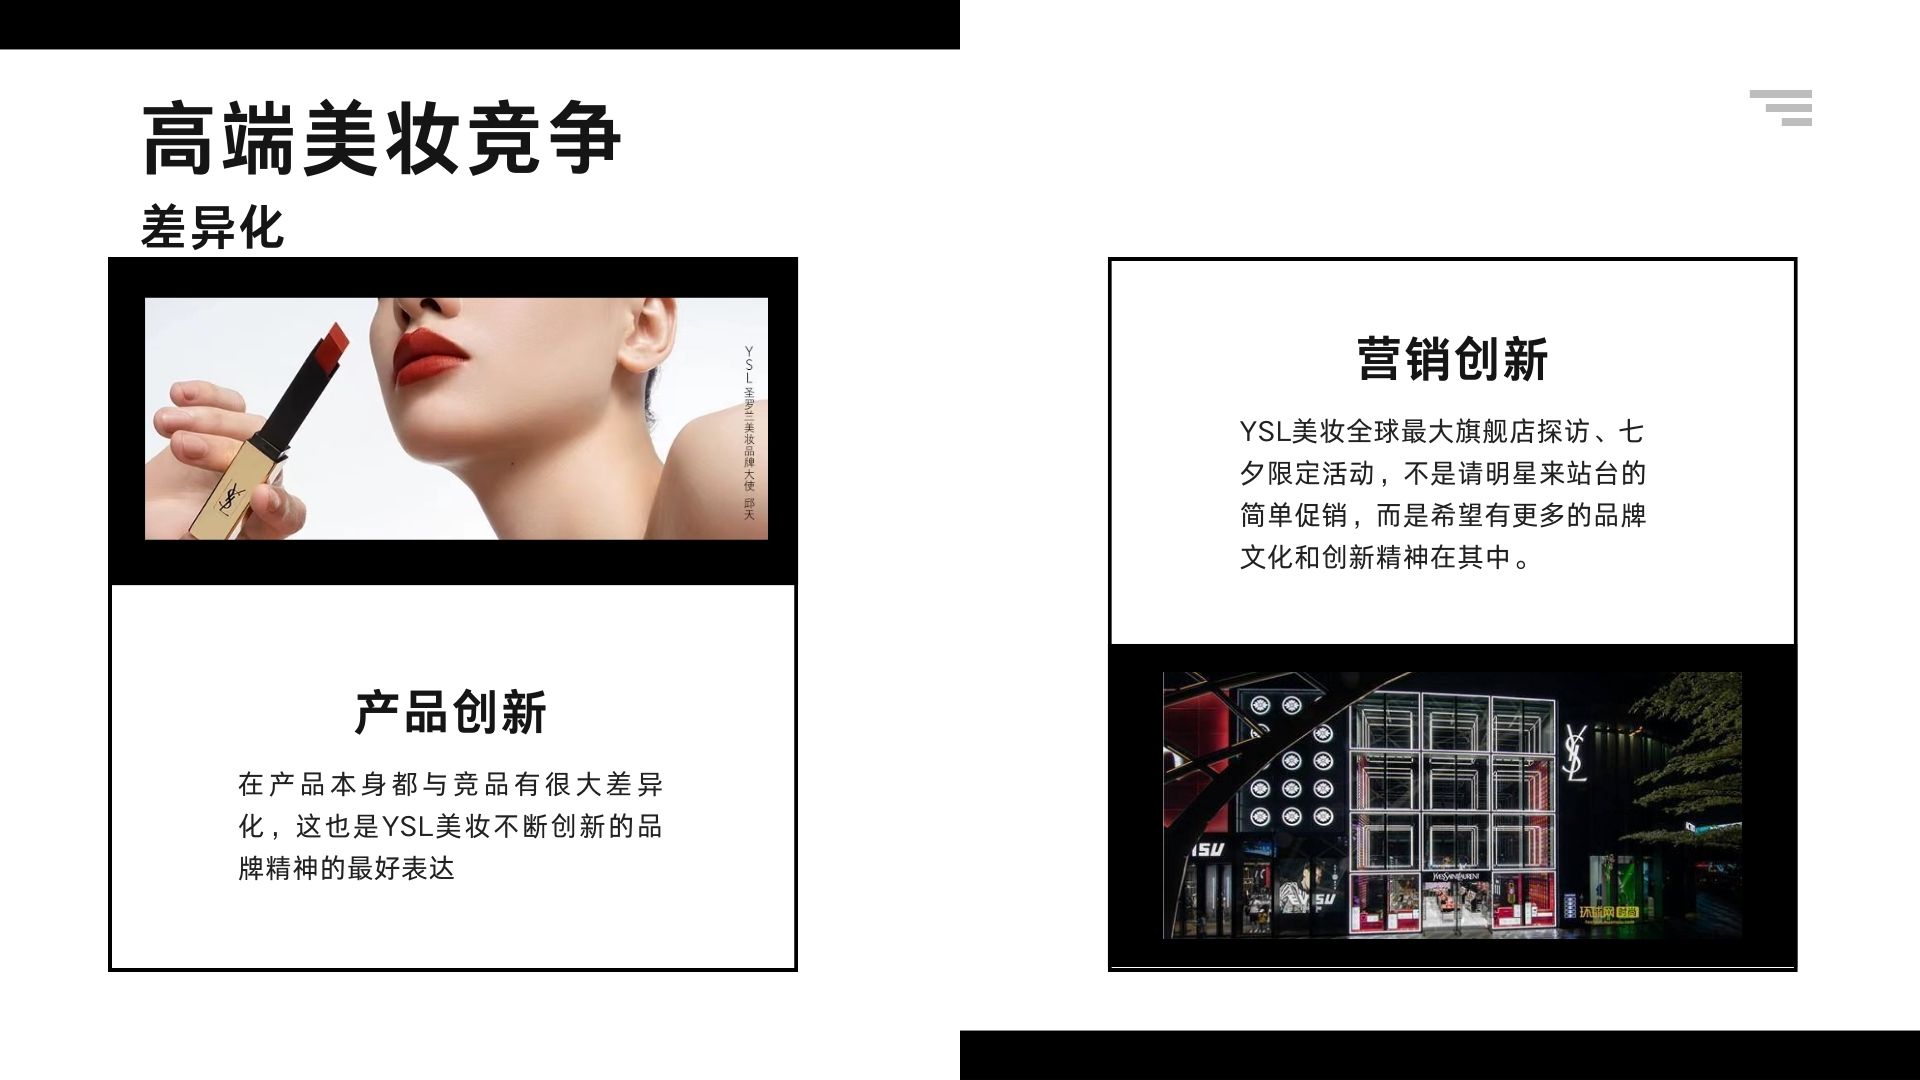 高端美妆竞争
差异化
YSL圣罗兰美妆品牌大使 邱天
YSL
产品创新
在产品本身都与竞品有很大差异
化，这也是YSL美妆不断创新的品
牌精神的最好表达
营销创新
YSL美妆全球最大旗舰店探访、七
夕限定活动，不是请明星来站台的
简单促销，而是希望有更多的品牌
文化和创新精神在其中。
YSL
YVESSAINTLAURENT
环球网 时尚